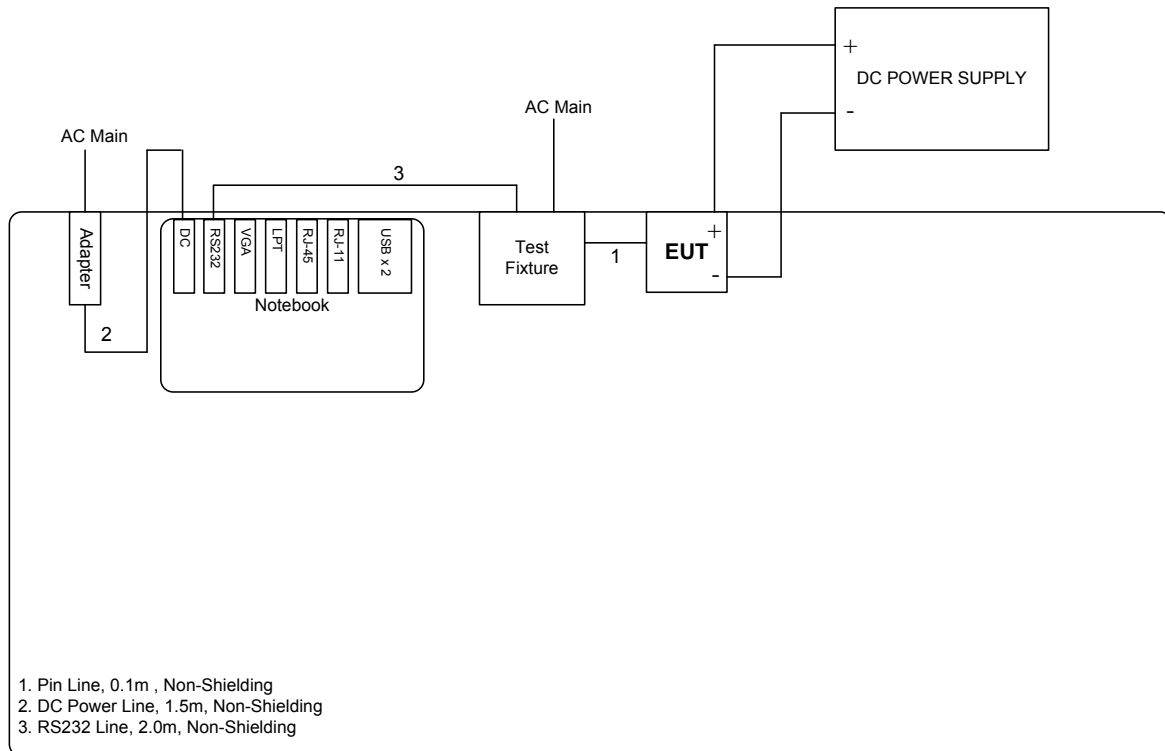 +
DC POWER SUPPLY
-
AC Main
AC Main
3
Adapter
DC
RS232
VGA
LPT
RJ-45
RJ-11
USB x 2
Notebook
Test
Fixture
1
EUT
+
-
2
1. Pin Line, 0.1m , Non-Shielding
2. DC Power Line, 1.5m, Non-Shielding
3. RS232 Line, 2.0m, Non-Shielding